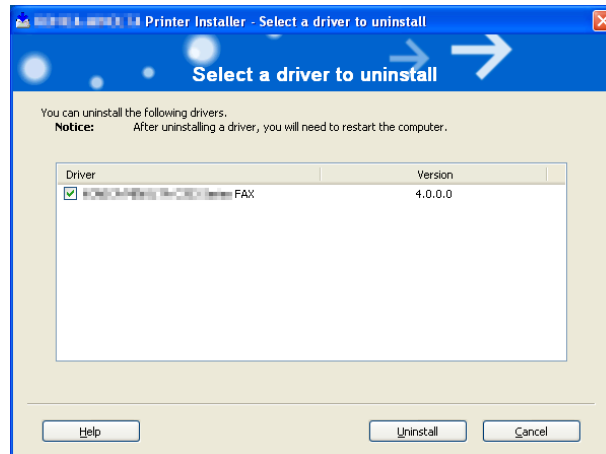 Printer Installer - Select a driver to uninstall
Select a driver to uninstall
You can uninstall the following drivers.
Notice: After uninstalling a driver, you will need to restart the computer.
Driver Version
FAX 4.0.0.0
Help Uninstall Cancel